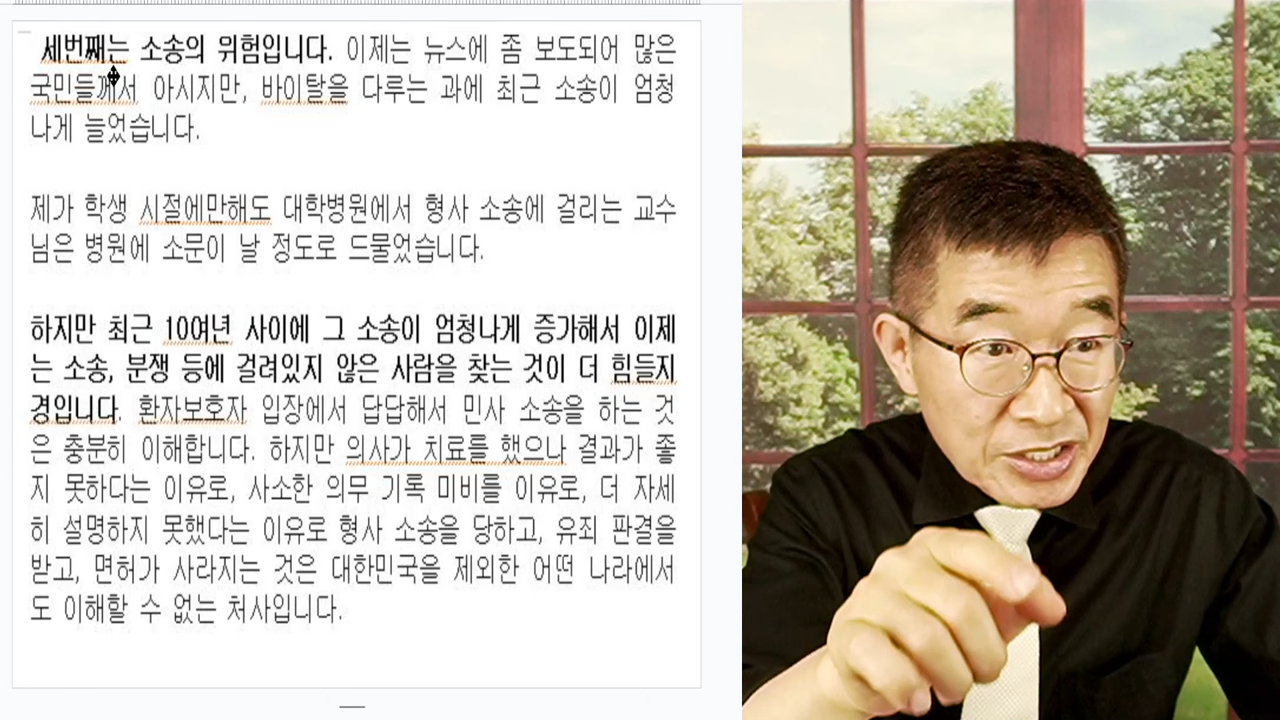 세번째는 소송의 위험입니다. 이제는 뉴스에 좀 보도되어 많은
국민들께서 아시지만, 바이탈을 다루는 과에 최근 소송이 엄청
나게 늘었습니다.
제가 학생 시절에만해도 대학병원에서 형사 소송에 걸리는 교수
님은 병원에 소문이 날 정도로 드물었습니다.
하지만 최근 10여년 사이에 그 소송이 엄청나게 증가해서 이제
는 소송, 분쟁 등에 걸려있지 않은 사람을 찾는 것이 더 힘들지
경입니다. 환자보호자 입장에서 답답해서 민사 소송을 하는 것
은 충분히 이해합니다. 하지만 의사가 치료를 했으나 결과가 좋
지 못하다는 이유로, 사소한 의무 기록 미비를 이유로, 더 자세
히 설명하지 못했다는 이유로 형사 소송을 당하고, 유죄 판결을
받고, 면허가 사라지는 것은 대한민국을 제외한 어떤 나라에서
도 이해할 수 없는 처사입니다.